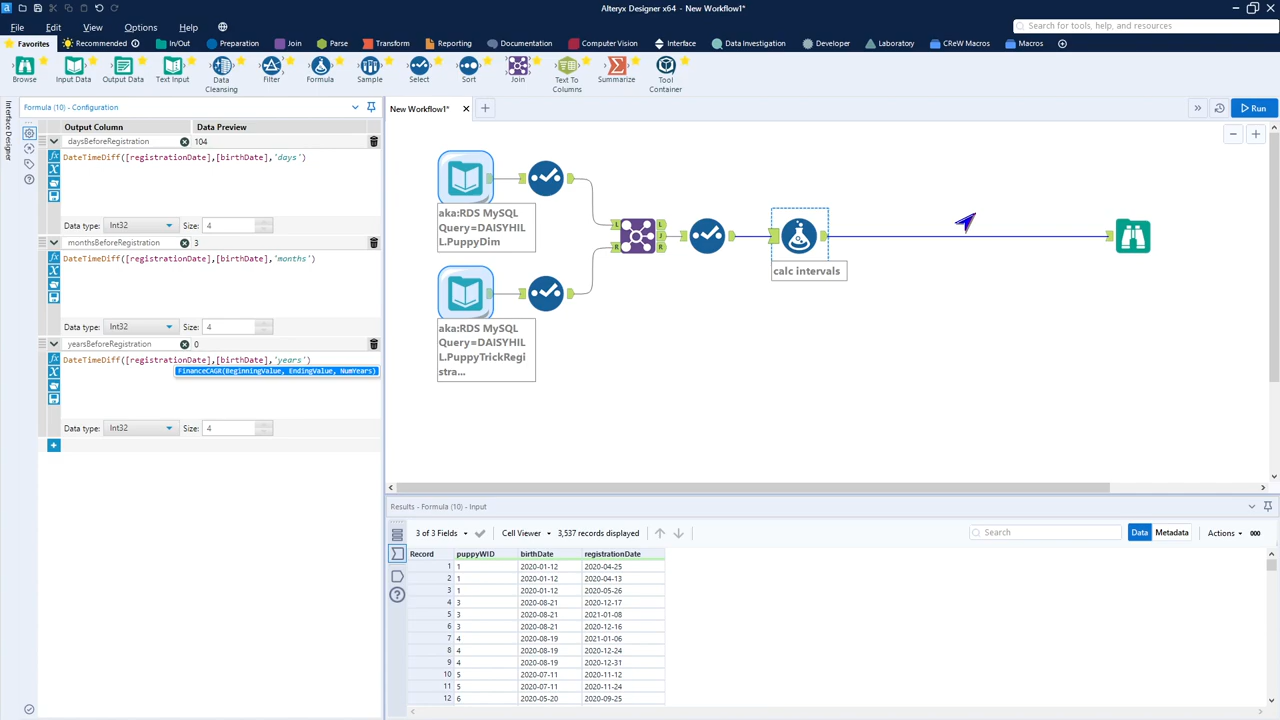 Alteryx Designer x64 - New Workflow1*
File Edit View Options Help
Search for tools, help, and resources
Favorites Recommended In/Out Preparation Join Parse Transform Reporting Documentation Computer Vision Interface Data Investigation Developer Laboratory CReW Macros Macros
Browse Input Data Output Data Text Input Data Cleansing Filter Formula Sample Select Sort Join Text To Columns Summarize Tool Container
Interface Designer
Formula (10) - Configuration
Output Column Data Preview
daysBeforeRegistration 104
DateTimeDiff([registrationDate],[birthDate],'days')
Data type: Int32 Size: 4
monthsBeforeRegistration 3
DateTimeDiff([registrationDate],[birthDate],'months')
Data type: Int32 Size: 4
yearsBeforeRegistration 0
DateTimeDiff([registrationDate],[birthDate],'years')
FinanceCAGR(BeginningValue, EndingValue, NumYears)
Data type: Int32 Size: 4
New Workflow1*
Run
aka:RDS MySQL
Query=DAISYHIL
L.PuppyDim
L
R
L
J
R
calc intervals
aka:RDS MySQL
Query=DAISYHIL
L.PuppyTrickRegi
stra...
Results - Formula (10) - Input
3 of 3 Fields Cell Viewer 3,537 records displayed Search Data Metadata Actions 000
Record puppyWID birthDate registrationDate
1 1 2020-01-12 2020-04-25
2 1 2020-01-12 2020-04-13
3 1 2020-01-12 2020-05-26
4 3 2020-08-21 2020-12-17
5 3 2020-08-21 2021-01-08
6 3 2020-08-21 2020-12-16
7 4 2020-08-19 2021-01-06
8 4 2020-08-19 2020-12-24
9 4 2020-08-19 2020-12-31
10 5 2020-07-11 2020-11-12
11 5 2020-07-11 2020-11-24
12 6 2020-05-20 2020-09-25